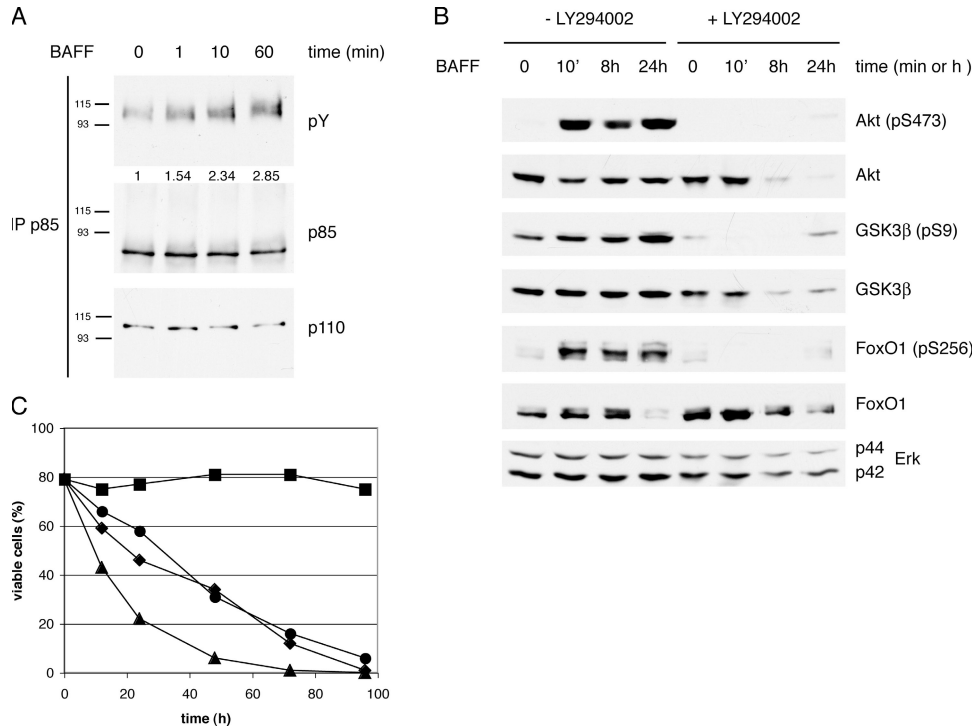 A
BAFF 0 1 10 60 time (min)
115
93
pY
1 1.54 2.34 2.85
IP p85
115
93
p85
115
93
p110
B
- LY294002 + LY294002
BAFF 0 10’ 8h 24h 0 10’ 8h 24h time (min or h )
Akt (pS473)
Akt
GSK3β (pS9)
GSK3β
FoxO1 (pS256)
FoxO1
p44
Erk
p42
C
100
80
60
40
20
0
viable cells (%)
0 20 40 60 80 100
time (h)